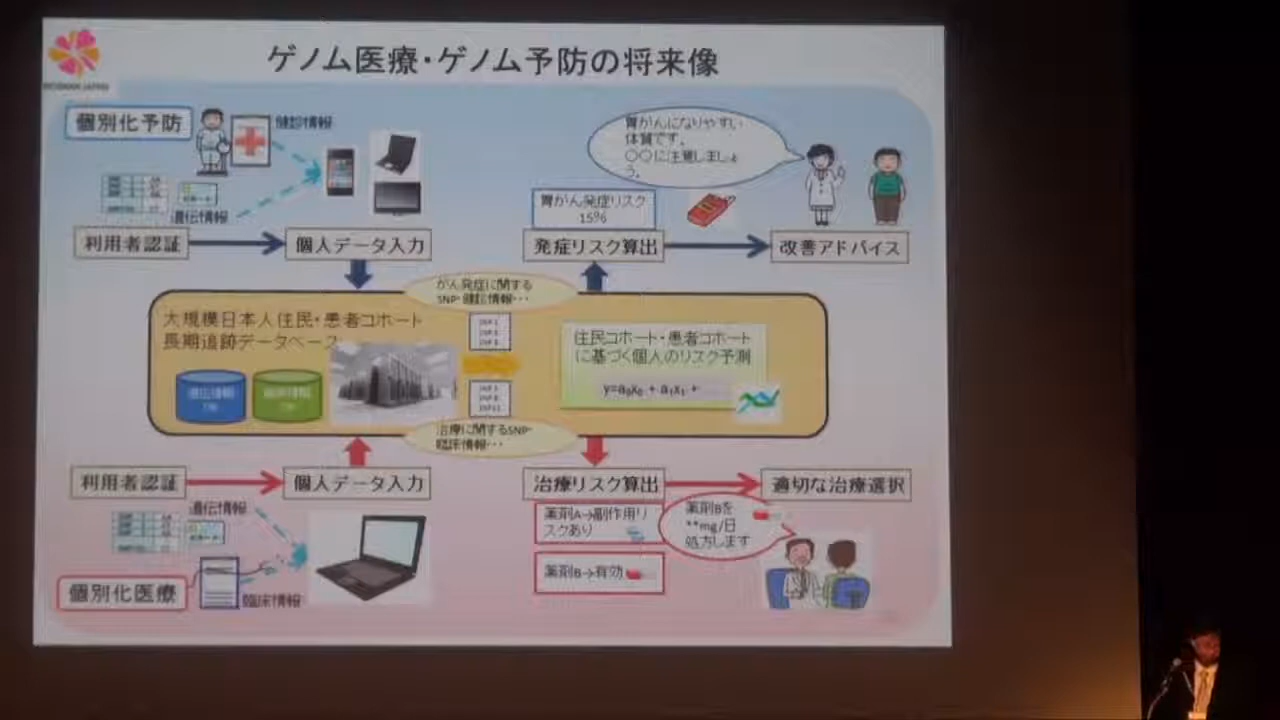 ゲノム医療・ゲノム予防の将来像
個別化予防
健診情報
遺伝情報
利用者認証
個人データ入力
胃がんになりやすい
体質です。
○○に注意しましょ
う。
胃がん発症リスク
15%
発症リスク算出
改善アドバイス
がん発症に関する
SNP・健診情報・・・
大規模日本人住民・患者コホート
長期追跡データベース
遺伝情報
臨床情報
住民コホート・患者コホート
に基づく個人のリスク予測
y=a₀x₀ + a₁x₁ +
治療に関するSNP・
臨床情報・・・
利用者認証
個人データ入力
遺伝情報
個別化医療
臨床情報
治療リスク算出
適切な治療選択
薬剤A→副作用リ
スクあり
薬剤B→有効
薬剤Bを
**mg/日
処方します